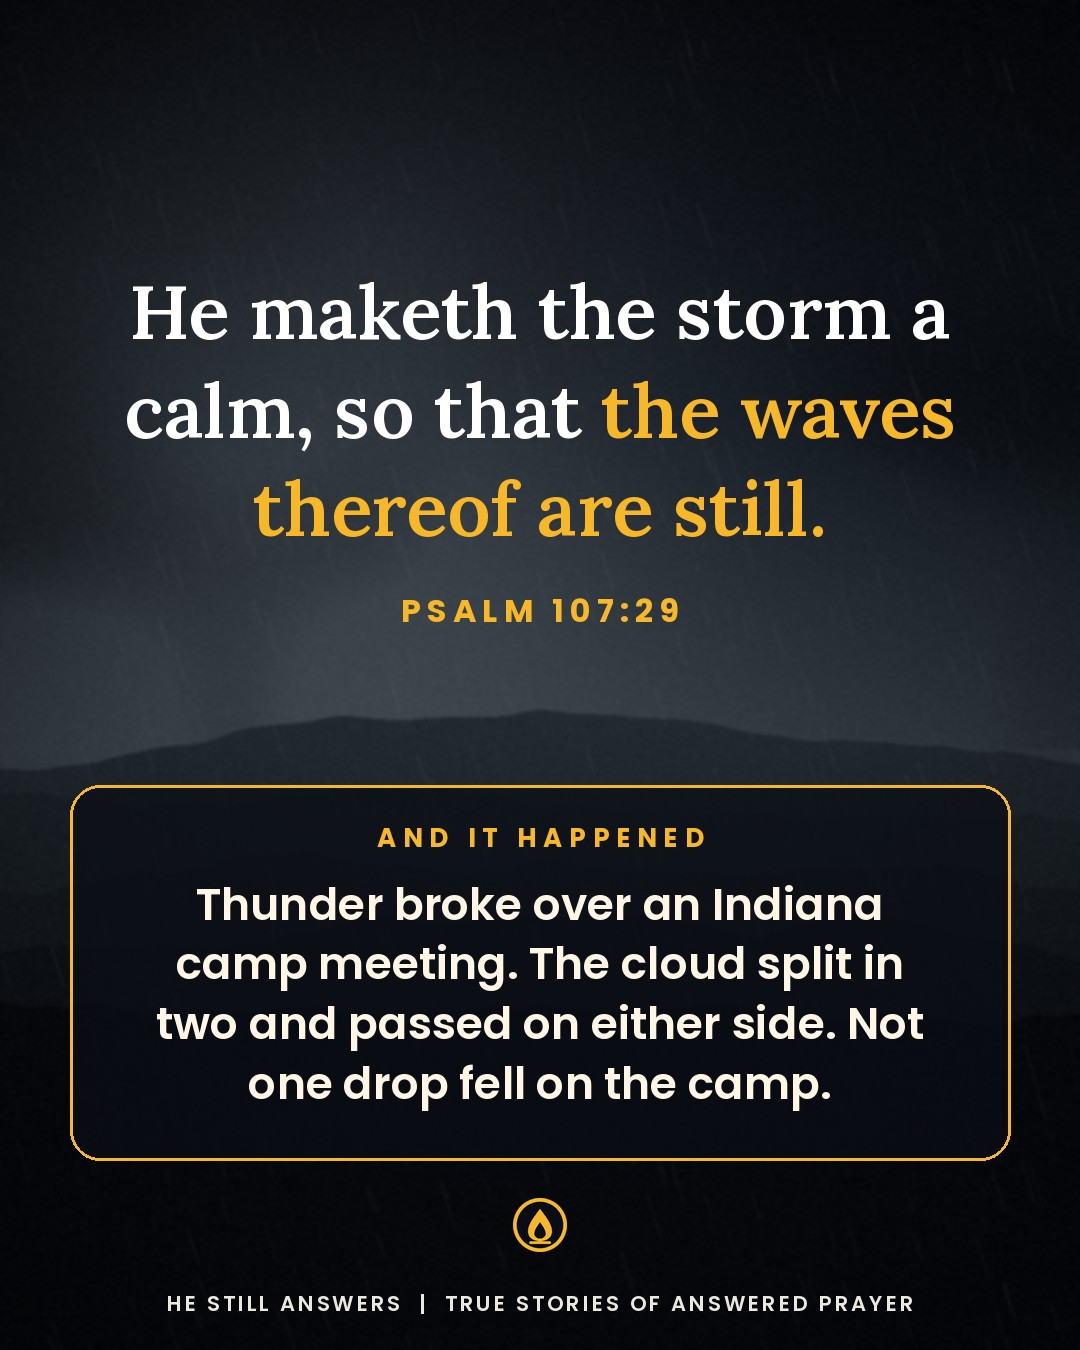 He maketh the storm a
calm, so that the waves
thereof are still.
PSALM 107:29
AND IT HAPPENED
Thunder broke over an Indiana
camp meeting. The cloud split in
two and passed on either side. Not
one drop fell on the camp.
HE STILL ANSWERS | TRUE STORIES OF ANSWERED PRAYER